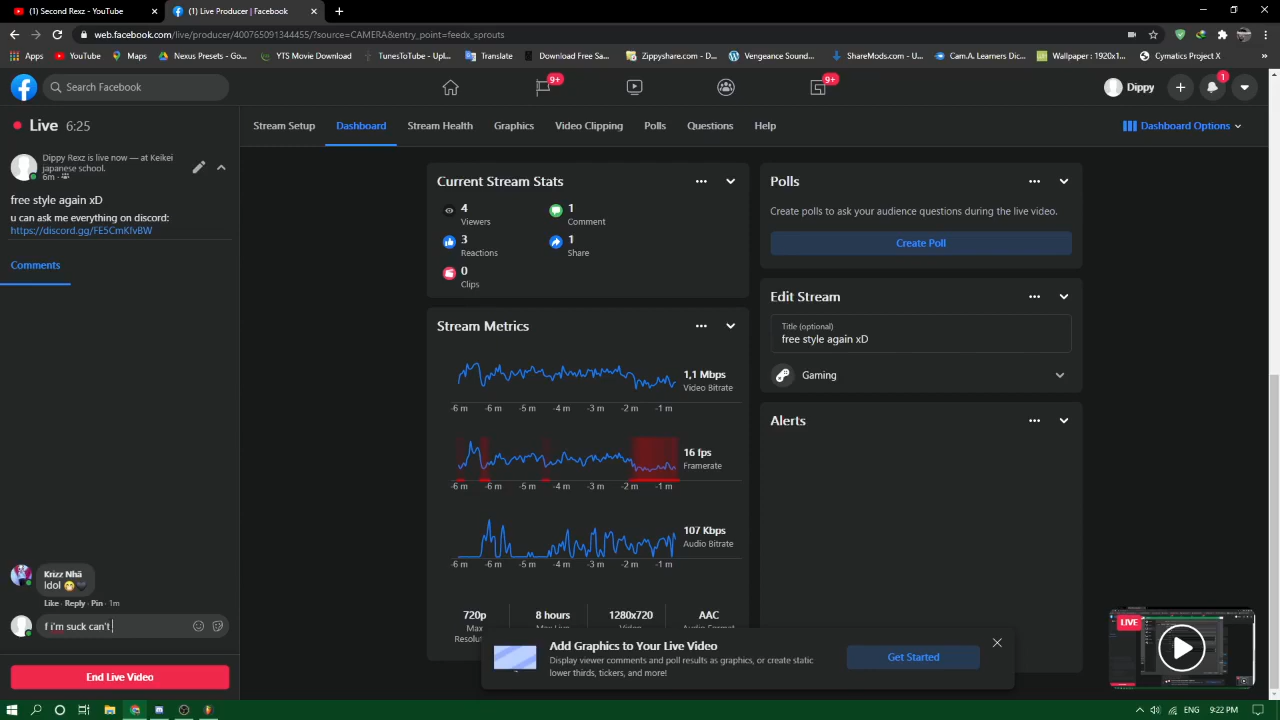 (1) Second Rexz - YouTube
(1) Live Producer | Facebook
web.facebook.com/live/producer/400765091344455/?source=CAMERA&entry_point=feedx_sprouts
Apps
YouTube
Maps
Nexus Presets - Go...
YTS Movie Download
TunesToTube - Upl...
Translate
Download Free Sa...
Zippyshare.com - ...
Vengeance Sound...
ShareMods.com - U...
Cam.A. Learners Dic...
Wallpaper : 1920x1...
Cymatics Project
Search Facebook
9+
9+
Dippy
1
Live 6:25
Stream Setup
Dashboard
Stream Health
Graphics
Video Clipping
Polls
Questions
Help
Dashboard Options
Dippy Rexz is live now — at Keikei
japanese school.
6m ·
free style again xD
u can ask me everything on discord:
https://discord.gg/FE5CmKfvBW
Comments
Current Stream Stats
4
Viewers
1
Comment
3
Reactions
1
Share
0
Clips
Polls
Create polls to ask your audience questions during the live video.
Create Poll
Edit Stream
Title (optional)
free style again xD
Gaming
Alerts
Stream Metrics
1,1 Mbps
Video Bitrate
-6 m -6 m -5 m -4 m -3 m -2 m -1 m
16 fps
Framerate
-6 m -6 m -5 m -4 m -3 m -2 m -1 m
107 Kbps
Audio Bitrate
-6 m -6 m -5 m -4 m -3 m -2 m -1 m
720p
Max
8 hours
1280x720
Video
AAC
Krizz Nhã
Idol 🤭🖤
Like · Reply · Pin · 1m
f i'm suck can't
End Live Video
Add Graphics to Your Live Video
Display viewer comments and poll results as graphics, or create static
lower thirds, tickers, and more!
Get Started
LIVE
ENG
9:22 PM